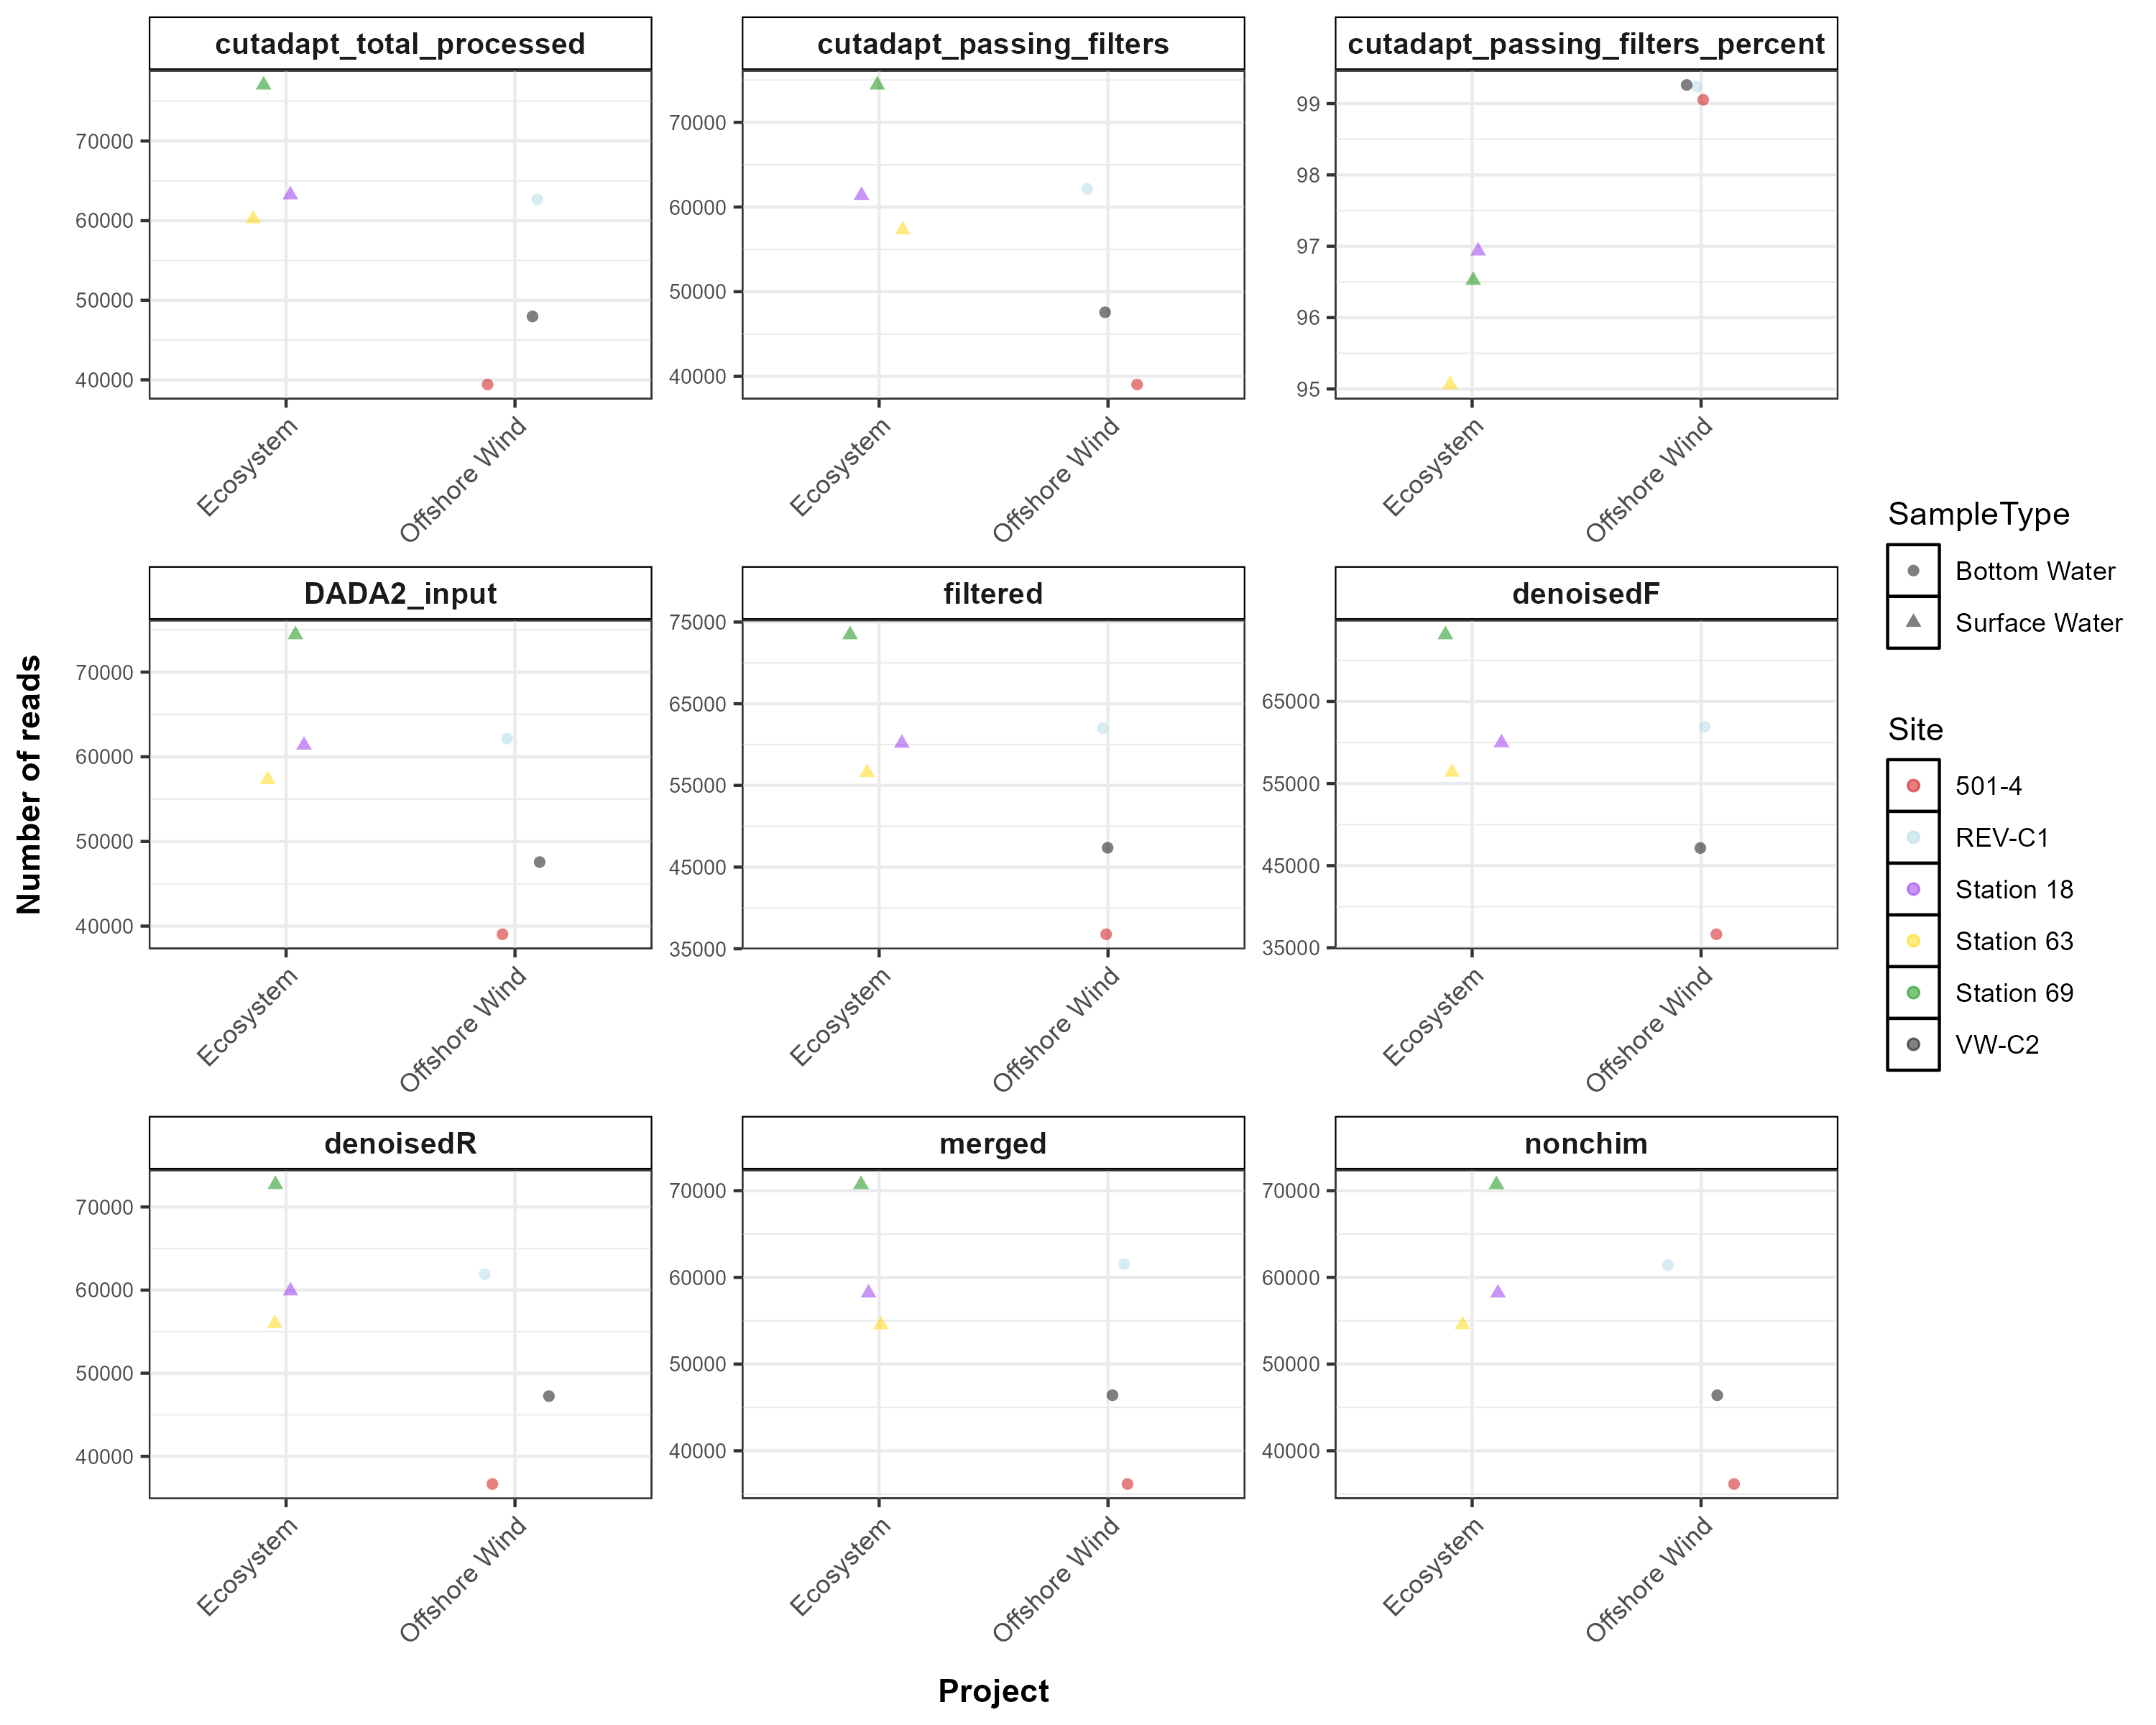 cutadapt_total_processed
cutadapt_passing_filters
cutadapt_passing_filters_percent
70000
60000
50000
40000
Ecosystem
Offshore Wind
70000
60000
50000
40000
Ecosystem
Offshore Wind
99
98
97
96
95
Ecosystem
Offshore Wind
DADA2_input
filtered
denoisedF
70000
60000
50000
40000
Ecosystem
Offshore Wind
75000
65000
55000
45000
35000
Ecosystem
Offshore Wind
65000
55000
45000
35000
Ecosystem
Offshore Wind
denoisedR
merged
nonchim
70000
60000
50000
40000
Ecosystem
Offshore Wind
70000
60000
50000
40000
Ecosystem
Offshore Wind
70000
60000
50000
40000
Ecosystem
Offshore Wind
Number of reads
Project
SampleType
Bottom Water
Surface Water
Site
501-4
REV-C1
Station 18
Station 63
Station 69
VW-C2